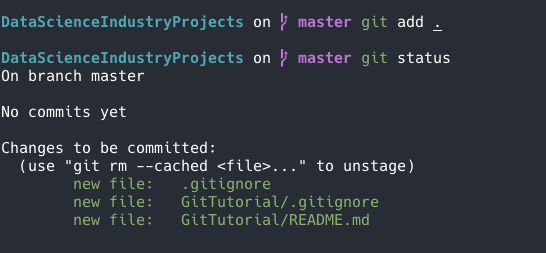 DataScienceIndustryProjects on master git add .
DataScienceIndustryProjects on master git status
On branch master
No commits yet
Changes to be committed:
(use "git rm --cached <file>..." to unstage)
new file: .gitignore
new file: GitTutorial/.gitignore
new file: GitTutorial/README.md